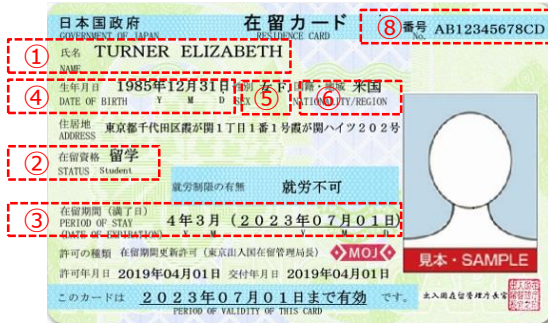 日本国政府 在留カード ⑧ 番号 AB12345678CD
GOVERNMENT OF JAPAN RESIDENCE CARD No.
① 氏名 TURNER ELIZABETH
NAME
④ 生年月日 1985年12月31日 性別 女 F ⑤ 国籍・地域 米国 ⑥
DATE OF BIRTH Y M D SEX NATIONALITY/REGION
住居地 東京都千代田区霞が関1丁目1番1号霞が関ハイツ202号
ADDRESS
② 在留資格 留学
STATUS Student
就労制限の有無 就労不可
③ 在留期間(満了日) 4年3月(2023年07月01日)
PERIOD OF STAY
(DATE OF EXPIRATION) Y M Y M D
許可の種類 在留期間更新許可(東京出入国在留管理局長) MOJ
許可年月日 2019年04月01日 交付年月日 2019年04月01日
見本・SAMPLE
このカードは 2023年07月01日まで有効 です。
PERIOD OF VALIDITY OF THIS CARD
出入国在留管理庁長官